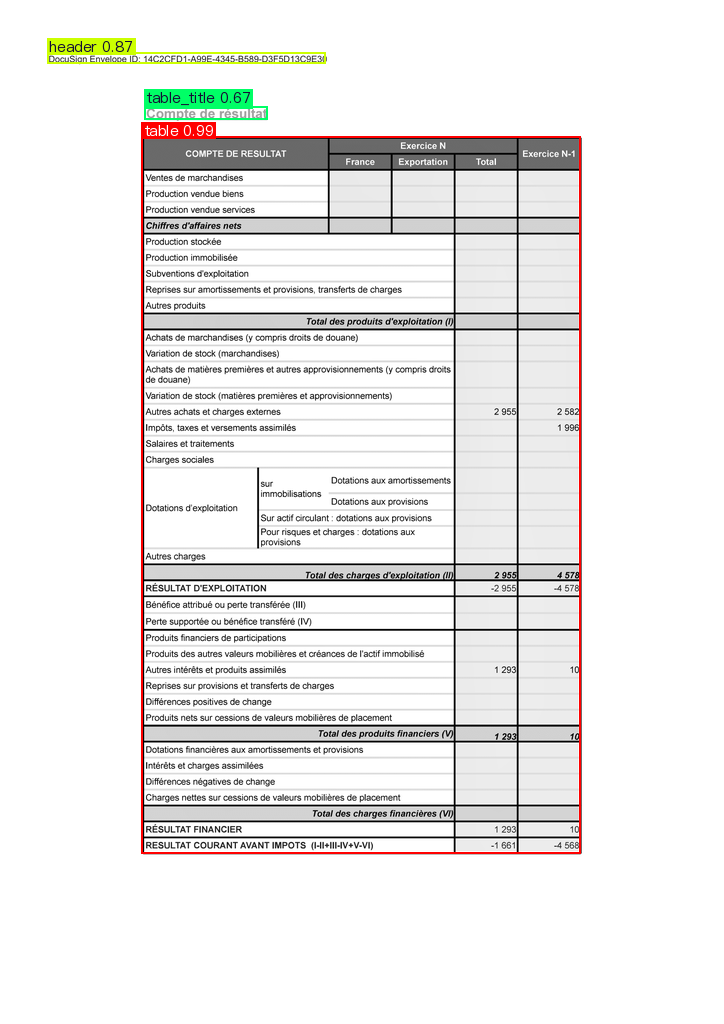 header 0.87
DocuSign Envelope ID: 14C2CFD1-A99E-4345-B589-D3F5D13C9E30
table_title 0.67
Compte de resultat
table 0.99
COMPTE DE RESULTAT Exercice N Exercice N-1
France Exportation Total
Ventes de marchandises
Production vendue biens
Production vendue services
Chiffres d'affaires nets
Production stockée
Production immobilisée
Subventions d'exploitation
Reprises sur amortissements et provisions, transferts de charges
Autres produits
Total des produits d'exploitation (I)
Achats de marchandises (y compris droits de douane)
Variation de stock (marchandises)
Achats de matières premières et autres approvisionnements (y compris droits
de douane)
Variation de stock (matières premières et approvisionnements)
Autres achats et charges externes 2 955 2 582
Impôts, taxes et versements assimilés 1 996
Salaires et traitements
Charges sociales
Dotations d'exploitation
sur
immobilisations
Dotations aux amortissements
Dotations aux provisions
Sur actif circulant : dotations aux provisions
Pour risques et charges : dotations aux
provisions
Autres charges
Total des charges d'exploitation (II) 2 955 4 578
RÉSULTAT D'EXPLOITATION -2 955 -4 578
Bénéfice attribué ou perte transférée (III)
Perte supportée ou bénéfice transféré (IV)
Produits financiers de participations
Produits des autres valeurs mobilières et créances de l'actif immobilisé
Autres intérêts et produits assimilés 1 293 10
Reprises sur provisions et transferts de charges
Différences positives de change
Produits nets sur cessions de valeurs mobilières de placement
Total des produits financiers (V) 1 293 10
Dotations financières aux amortissements et provisions
Intérêts et charges assimilées
Différences négatives de change
Charges nettes sur cessions de valeurs mobilières de placement
Total des charges financières (VI)
RÉSULTAT FINANCIER 1 293 10
RESULTAT COURANT AVANT IMPOTS (I-II+III-IV+V-VI) -1 661 -4 568